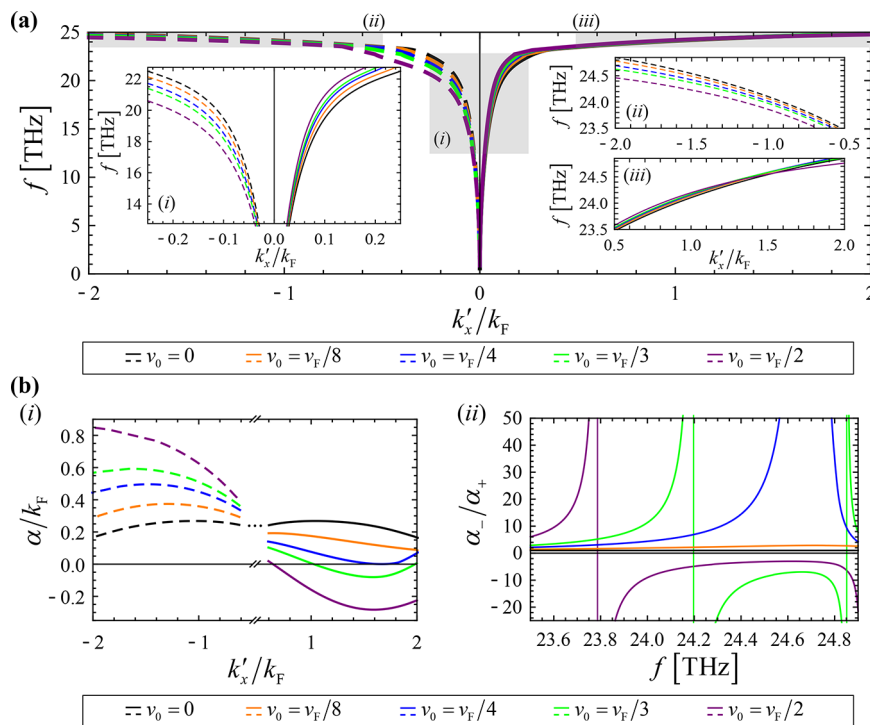 (a)
(ii) (iii)
25
20
15
10
5
0
f [THz]
(i)
-2 -1 0 1 2
k′x/kF
22
20
18
16
14
f [THz]
(i)
-0.2 -0.1 0.0 0.1 0.2
k′x/kF
24.5
24.0
23.5
f [THz]
(ii)
-2.0 -1.5 -1.0 -0.5
24.5
24.0
23.5
f [THz]
(iii)
0.5 1.0 1.5 2.0
k′x/kF
v0 = 0 v0 = vF/8 v0 = vF/4 v0 = vF/3 v0 = vF/2
(b)
(i)
0.8
0.6
0.4
0.2
0.0
-0.2
α/kF
-2 -1 1 2
k′x/kF
(ii)
50
40
30
20
10
0
-10
-20
α−/α+
23.6 23.8 24.0 24.2 24.4 24.6 24.8
f [THz]
v0 = 0 v0 = vF/8 v0 = vF/4 v0 = vF/3 v0 = vF/2